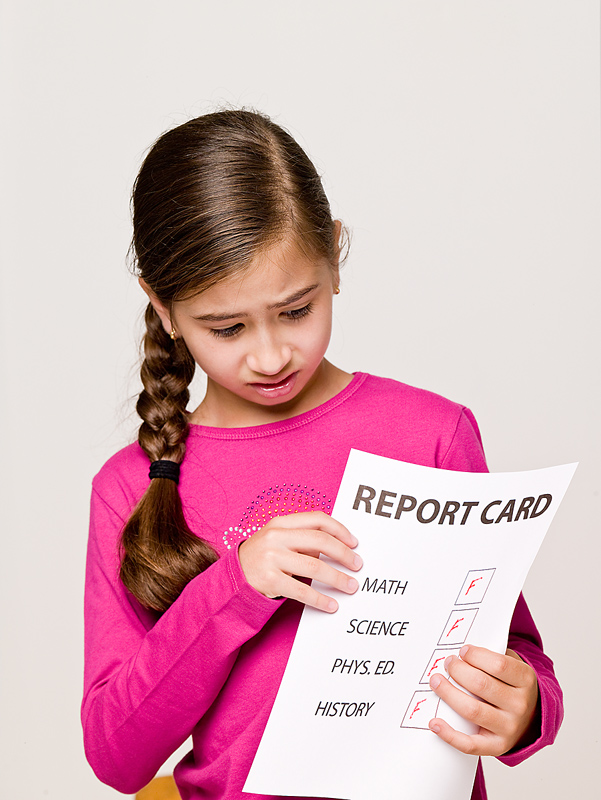 REPORT CARD
MATH F
SCIENCE F
PHYS. ED. F
HISTORY F